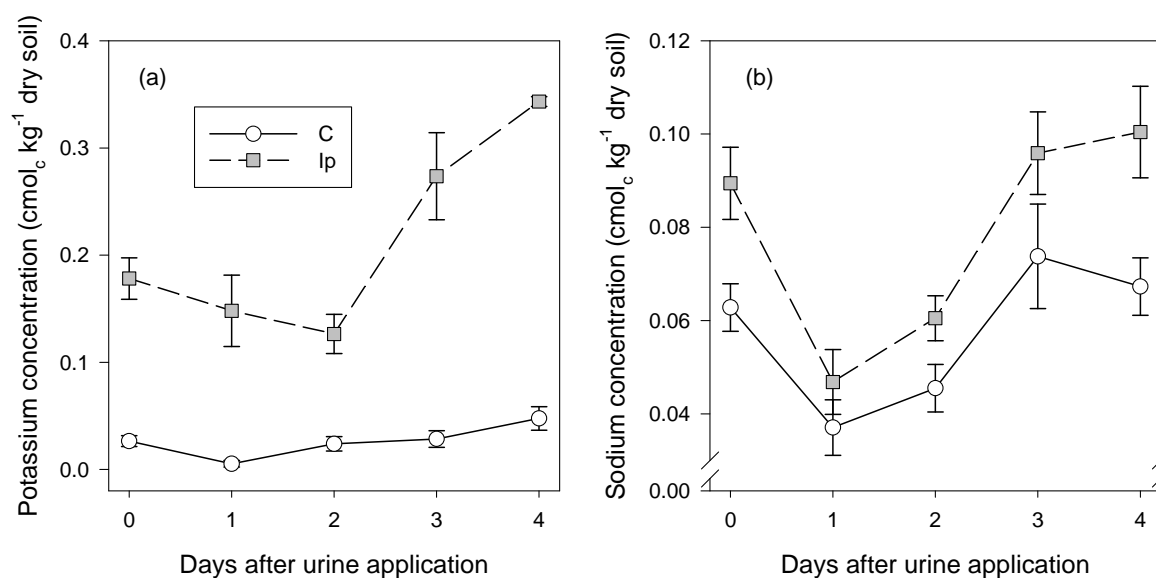 Potassium concentration (cmol_c kg⁻¹ dry soil)
0.4
0.3
0.2
0.1
0.0
(a)
C
Ip
0 1 2 3 4
Days after urine application
Sodium concentration (cmol_c kg⁻¹ dry soil)
0.12
0.10
0.08
0.06
0.04
0.00
(b)
0 1 2 3 4
Days after urine application